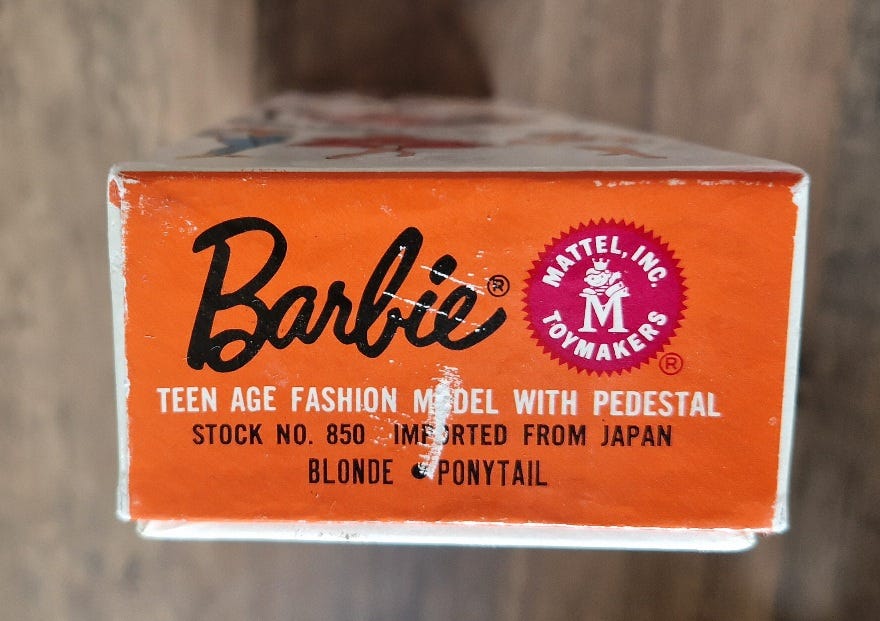 Barbie®
MATTEL, INC.
M
TOYMAKERS
®
TEEN AGE FASHION MODEL WITH PEDESTAL
STOCK NO. 850 IMPORTED FROM JAPAN
BLONDE • PONYTAIL